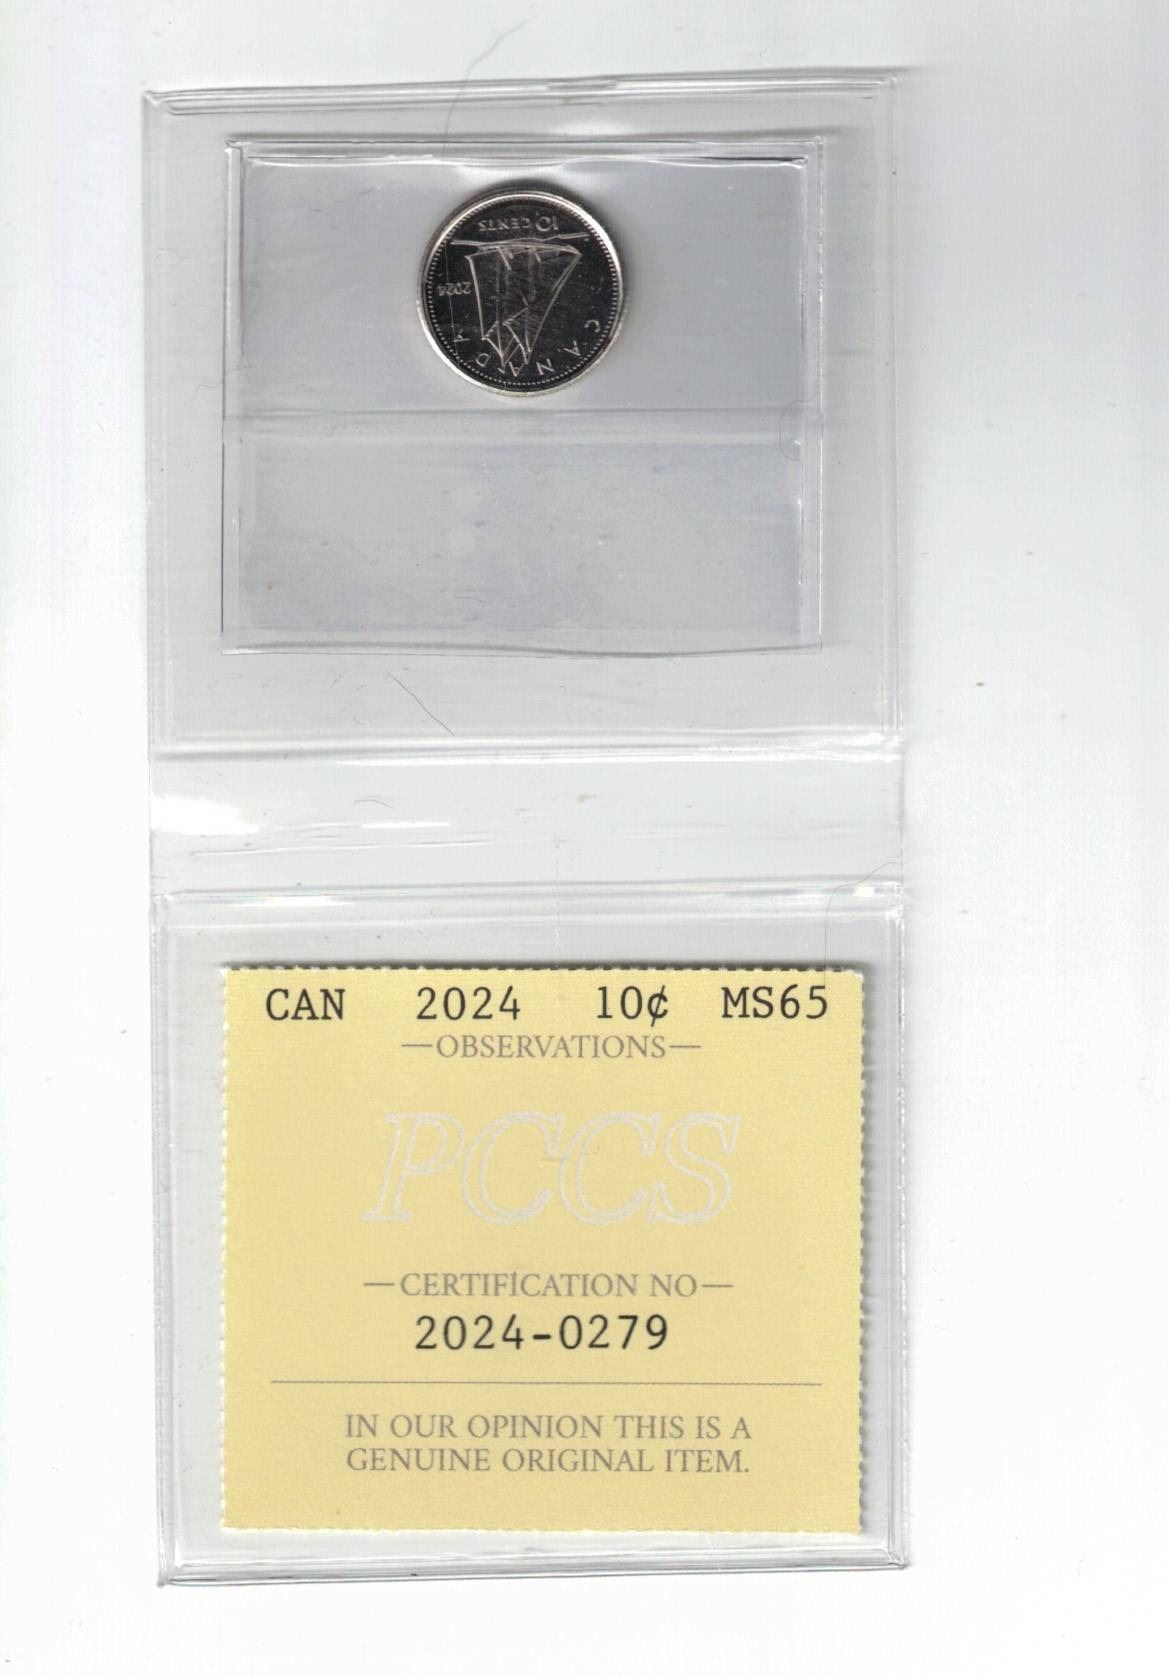 10 CENTS
2024
CANADA
CAN 2024 10¢ MS65
—OBSERVATIONS—
PCCS
—CERTIFICATION NO—
2024-0279
IN OUR OPINION THIS IS A
GENUINE ORIGINAL ITEM.